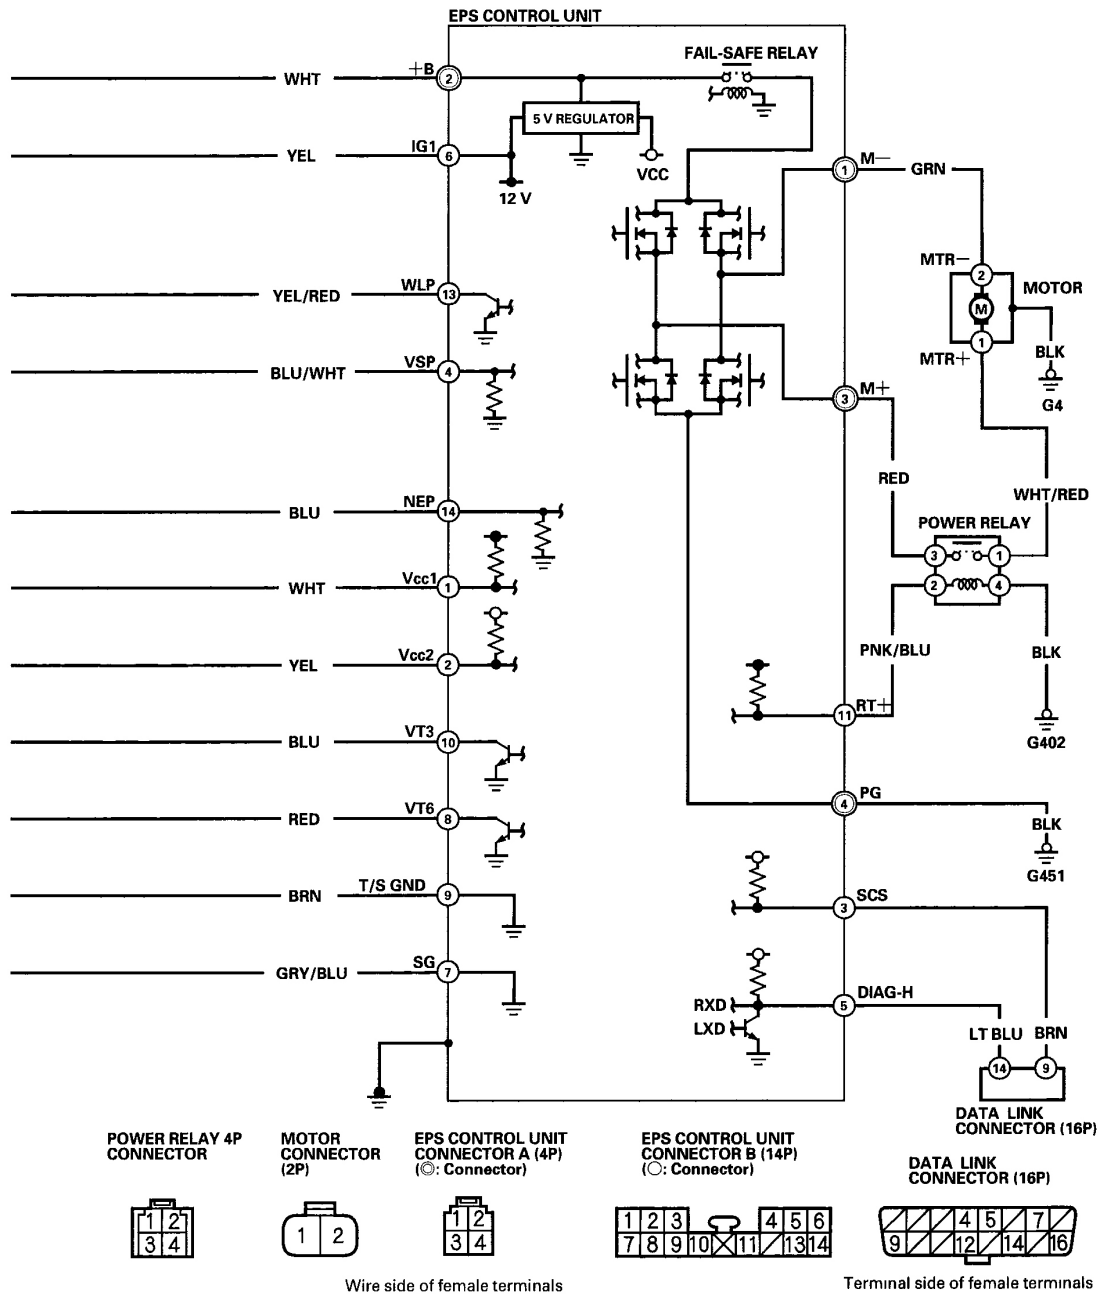 EPS CONTROL UNIT
FAIL-SAFE RELAY
WHT
+B
2
5 V REGULATOR
YEL
IG1
6
12 V
VCC
M−
1
GRN
MTR−
2
MOTOR
M
1
MTR+
BLK
G4
YEL/RED
WLP
13
BLU/WHT
VSP
4
M+
3
RED
WHT/RED
BLU
NEP
14
POWER RELAY
3
1
2
4
WHT
Vcc1
1
PNK/BLU
BLK
YEL
Vcc2
2
RT+
11
G402
BLU
VT3
10
PG
4
BLK
G451
RED
VT6
8
BRN
T/S GND
9
SCS
3
GRY/BLU
SG
7
RXD
LXD
DIAG-H
5
LT BLU
BRN
14
9
DATA LINK
CONNECTOR (16P)
POWER RELAY 4P
CONNECTOR
1 2
3 4
MOTOR
CONNECTOR
(2P)
1 2
EPS CONTROL UNIT
CONNECTOR A (4P)
(◎: Connector)
1 2
3 4
EPS CONTROL UNIT
CONNECTOR B (14P)
(○: Connector)
1 2 3 4 5 6
7 8 9 10 11 13 14
DATA LINK
CONNECTOR (16P)
4 5 7
9 12 14 16
Wire side of female terminals
Terminal side of female terminals